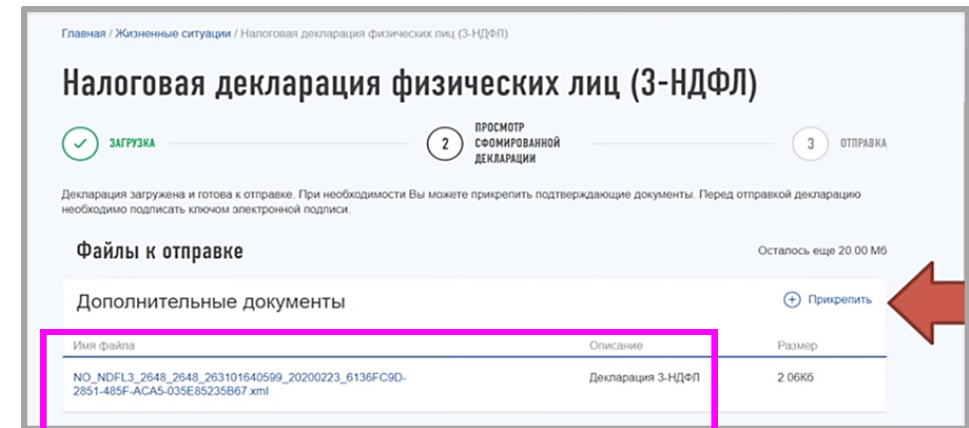 Главная / Жизненные ситуации / Налоговая декларация физических лиц (3-НДФЛ)
Налоговая декларация физических лиц (3-НДФЛ)
ЗАГРУЗКА
2
ПРОСМОТР
СФОМИРОВАННОЙ
ДЕКЛАРАЦИИ
3
ОТПРАВКА
Декларация загружена и готова к отправке. При необходимости Вы можете прикрепить подтверждающие документы. Перед отправкой декларацию
необходимо подписать ключом электронной подписи.
Файлы к отправке
Осталось еще 20.00 Мб
Дополнительные документы
Прикрепить
Имя файла
Описание
Размер
NO_NDFL3_2648_2648_263101640599_20200223_6136FC9D-
2851-485F-ACA5-035E85235B67.xml
Декларация 3-НДФЛ
2.06Кб